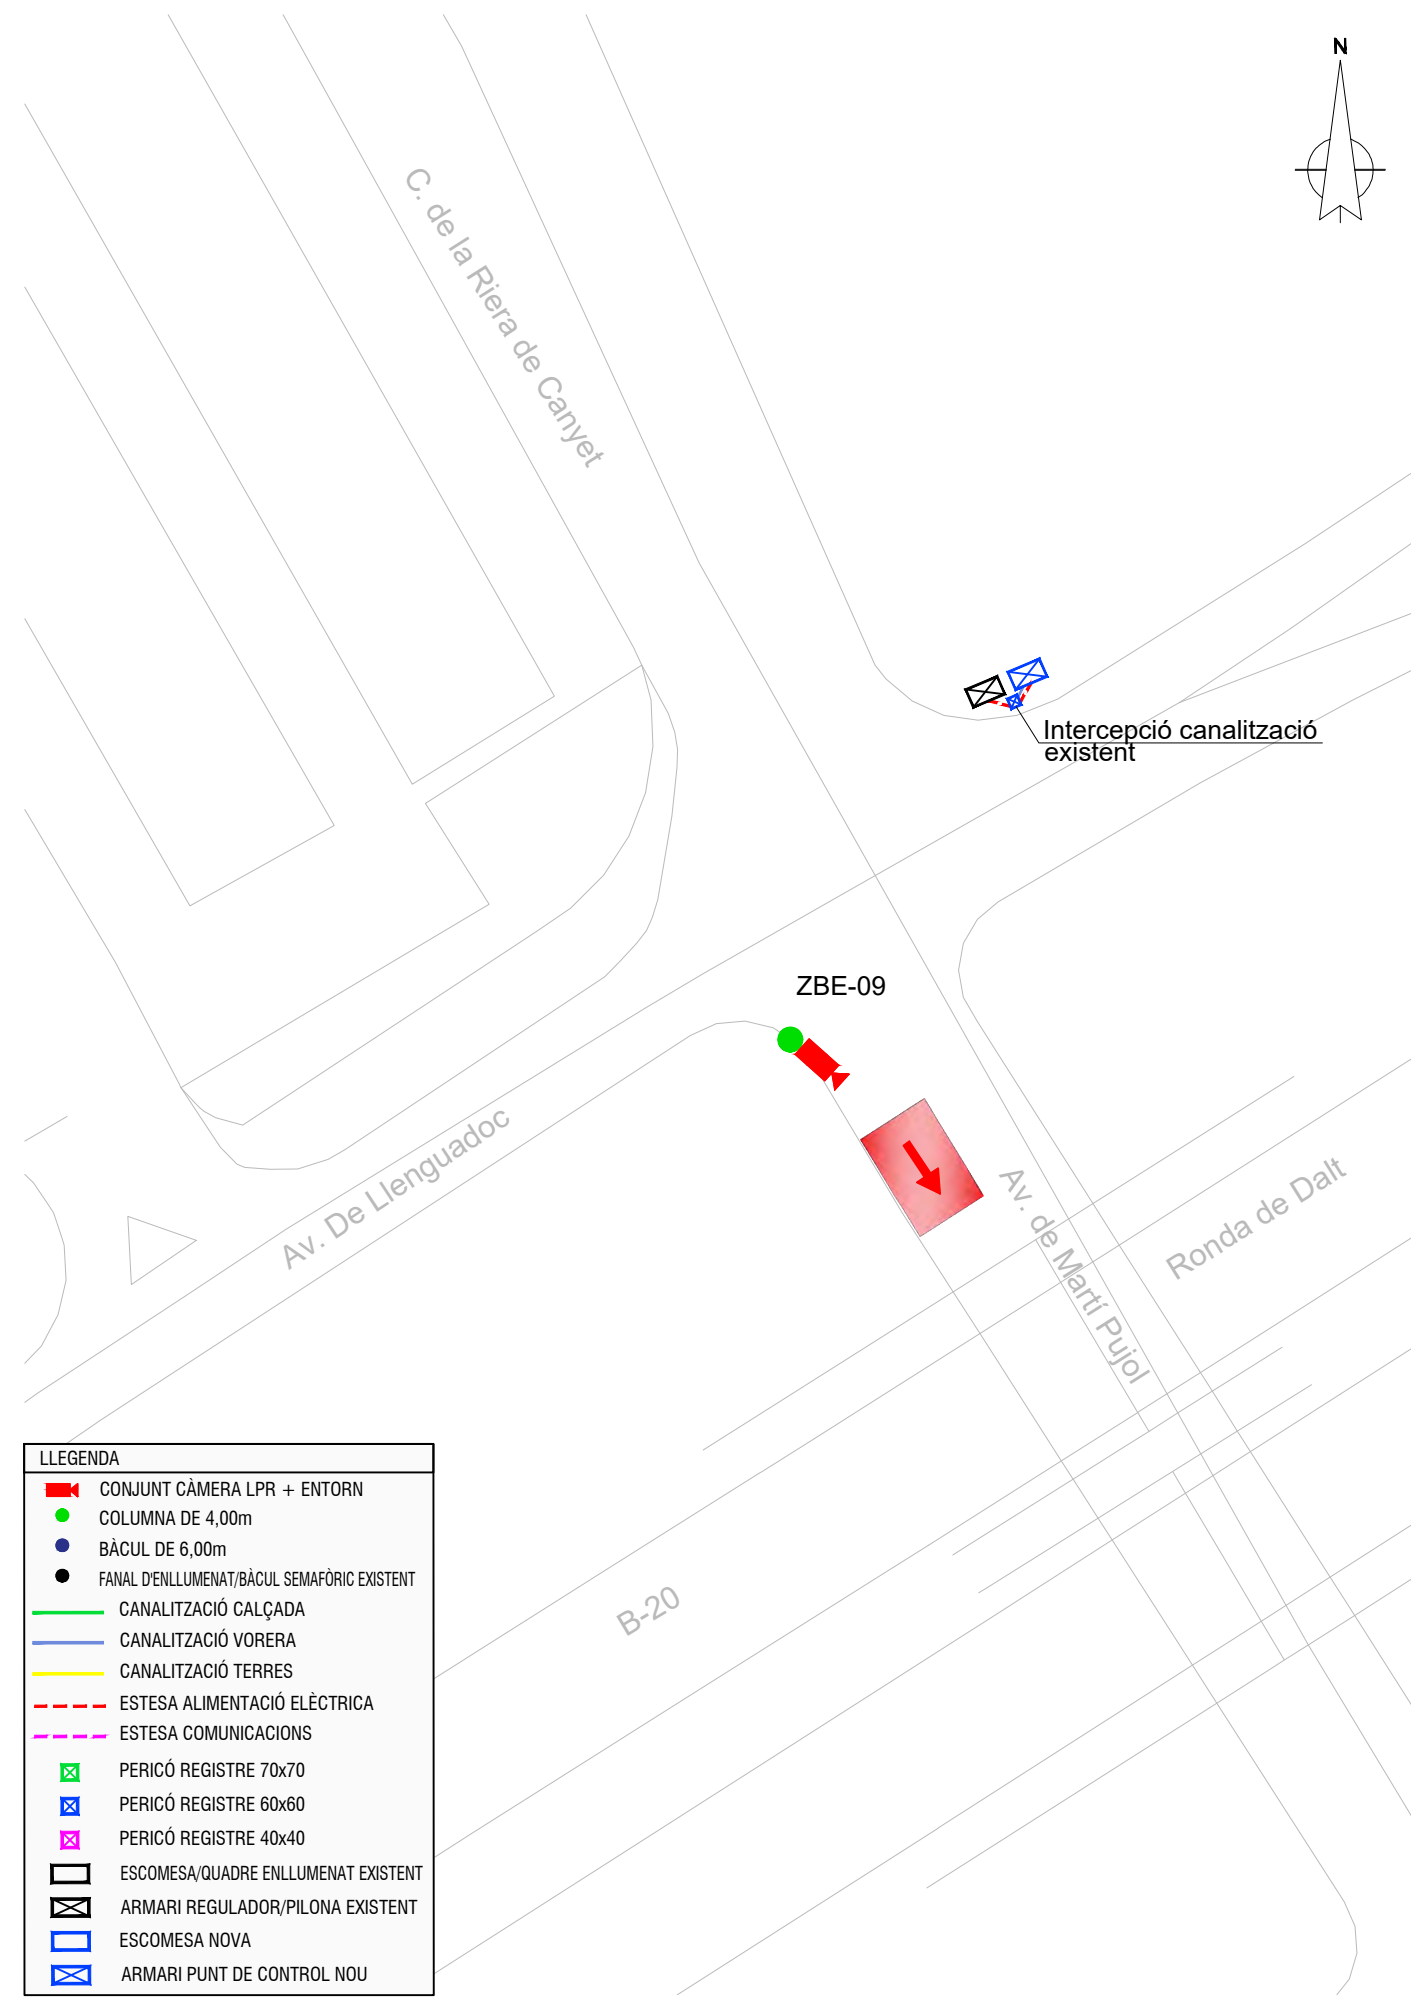 N
C. de la Riera de Canyet
Intercepció canalització
existent
ZBE-09
Av. De Llenguadoc
Av. de Martí Pujol
Ronda de Dalt
B-20
LLEGENDA
CONJUNT CÀMERA LPR + ENTORN
COLUMNA DE 4,00m
BÀCUL DE 6,00m
FANAL D'ENLLUMENAT/BÀCUL SEMAFÒRIC EXISTENT
CANALITZACIÓ CALÇADA
CANALITZACIÓ VORERA
CANALITZACIÓ TERRES
ESTESA ALIMENTACIÓ ELÈCTRICA
ESTESA COMUNICACIONS
PERICÓ REGISTRE 70x70
PERICÓ REGISTRE 60x60
PERICÓ REGISTRE 40x40
ESCOMESA/QUADRE ENLLUMENAT EXISTENT
ARMARI REGULADOR/PILONA EXISTENT
ESCOMESA NOVA
ARMARI PUNT DE CONTROL NOU